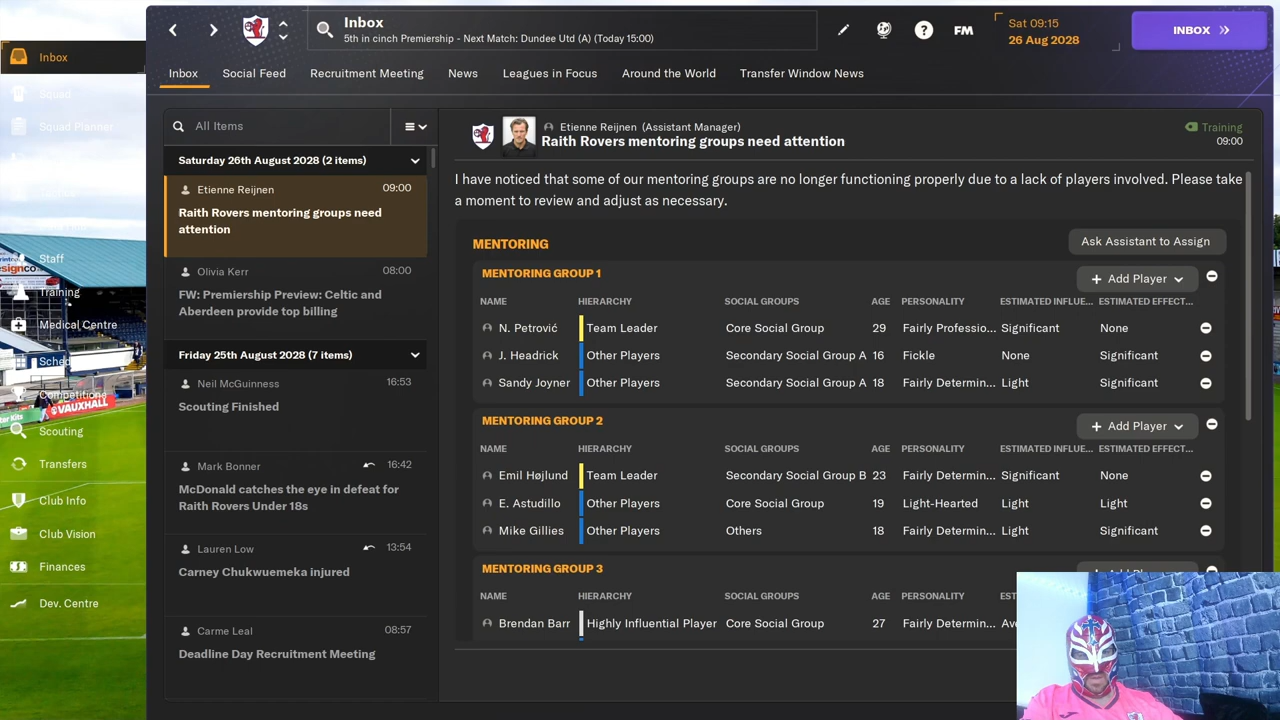 Inbox
5th in cinch Premiership - Next Match: Dundee Utd (A) (Today 15:00)
FM
Sat 09:15
26 Aug 2028
INBOX
Inbox
Social Feed
Recruitment Meeting
News
Leagues in Focus
Around the World
Transfer Window News
Inbox
Squad
Squad Planner
Staff
Training
Medical Centre
Sched
Competitions
VAUXHALL
Scouting
Transfers
Club Info
Club Vision
Finances
Dev. Centre
All Items
Saturday 26th August 2028 (2 items)
Etienne Reijnen 09:00
Raith Rovers mentoring groups need
attention
Olivia Kerr 08:00
FW: Premiership Preview: Celtic and
Aberdeen provide top billing
Friday 25th August 2028 (7 items)
Neil McGuinness 16:53
Scouting Finished
Mark Bonner 16:42
McDonald catches the eye in defeat for
Raith Rovers Under 18s
Lauren Low 13:54
Carney Chukwuemeka injured
Carme Leal 08:57
Deadline Day Recruitment Meeting
Etienne Reijnen (Assistant Manager)
Raith Rovers mentoring groups need attention
Training
09:00
I have noticed that some of our mentoring groups are no longer functioning properly due to a lack of players involved. Please take
a moment to review and adjust as necessary.
MENTORING
Ask Assistant to Assign
MENTORING GROUP 1
Add Player
NAME HIERARCHY SOCIAL GROUPS AGE PERSONALITY ESTIMATED INFLUE... ESTIMATED EFFECT...
N. Petrović Team Leader Core Social Group 29 Fairly Professio... Significant None
J. Headrick Other Players Secondary Social Group A 16 Fickle None Significant
Sandy Joyner Other Players Secondary Social Group A 18 Fairly Determin... Light Significant
MENTORING GROUP 2
Add Player
NAME HIERARCHY SOCIAL GROUPS AGE PERSONALITY ESTIMATED INFLUE... ESTIMATED EFFECT...
Emil Højlund Team Leader Secondary Social Group B 23 Fairly Determin... Significant None
E. Astudillo Other Players Core Social Group 19 Light-Hearted Light Light
Mike Gillies Other Players Others 18 Fairly Determin... Light Significant
MENTORING GROUP 3
NAME HIERARCHY SOCIAL GROUPS AGE PERSONALITY
Brendan Barr Highly Influential Player Core Social Group 27 Fairly Determin...